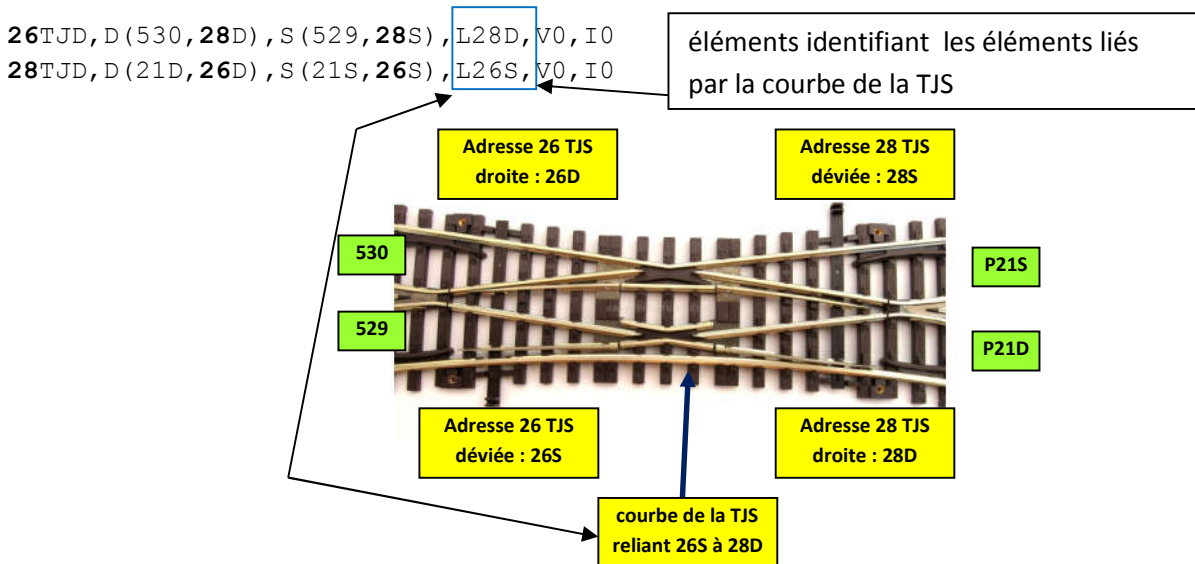 26TJD,D(530,28D),S(529,28S),L28D,V0,I0
28TJD,D(21D,26D),S(21S,26S),L26S,V0,I0
éléments identifiant les éléments liés
par la courbe de la TJS
Adresse 26 TJS
droite : 26D
Adresse 28 TJS
déviée : 28S
530
P21S
529
P21D
Adresse 26 TJS
déviée : 26S
Adresse 28 TJS
droite : 28D
courbe de la TJS
reliant 26S à 28D